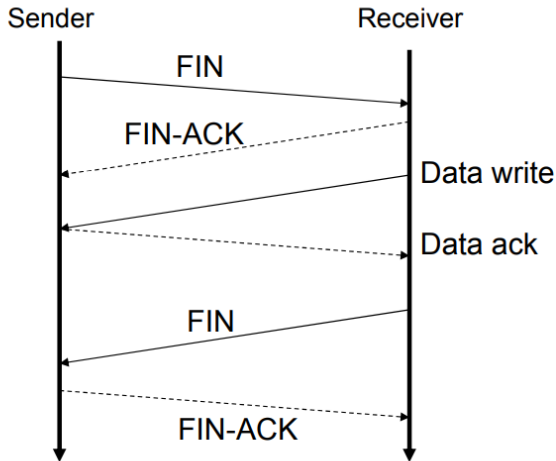 Sender
Receiver
FIN
FIN-ACK
Data write
Data ack
FIN
FIN-ACK